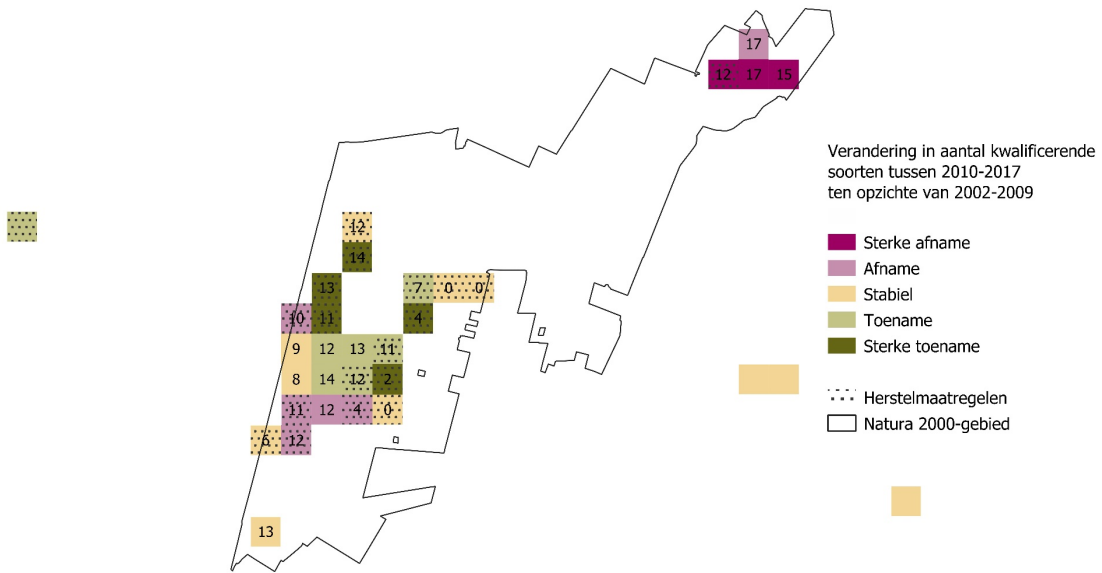 17
12 17 15
Verandering in aantal kwalificerende
soorten tussen 2010-2017
ten opzichte van 2002-2009
12
Sterke afname
14
Afname
13 7 0 0
Stabiel
10 11 4
Toename
9 12 13 11
Sterke toename
8 14 12 2
Herstelmaatregelen
11 12 4 0
Natura 2000-gebied
6 12
13